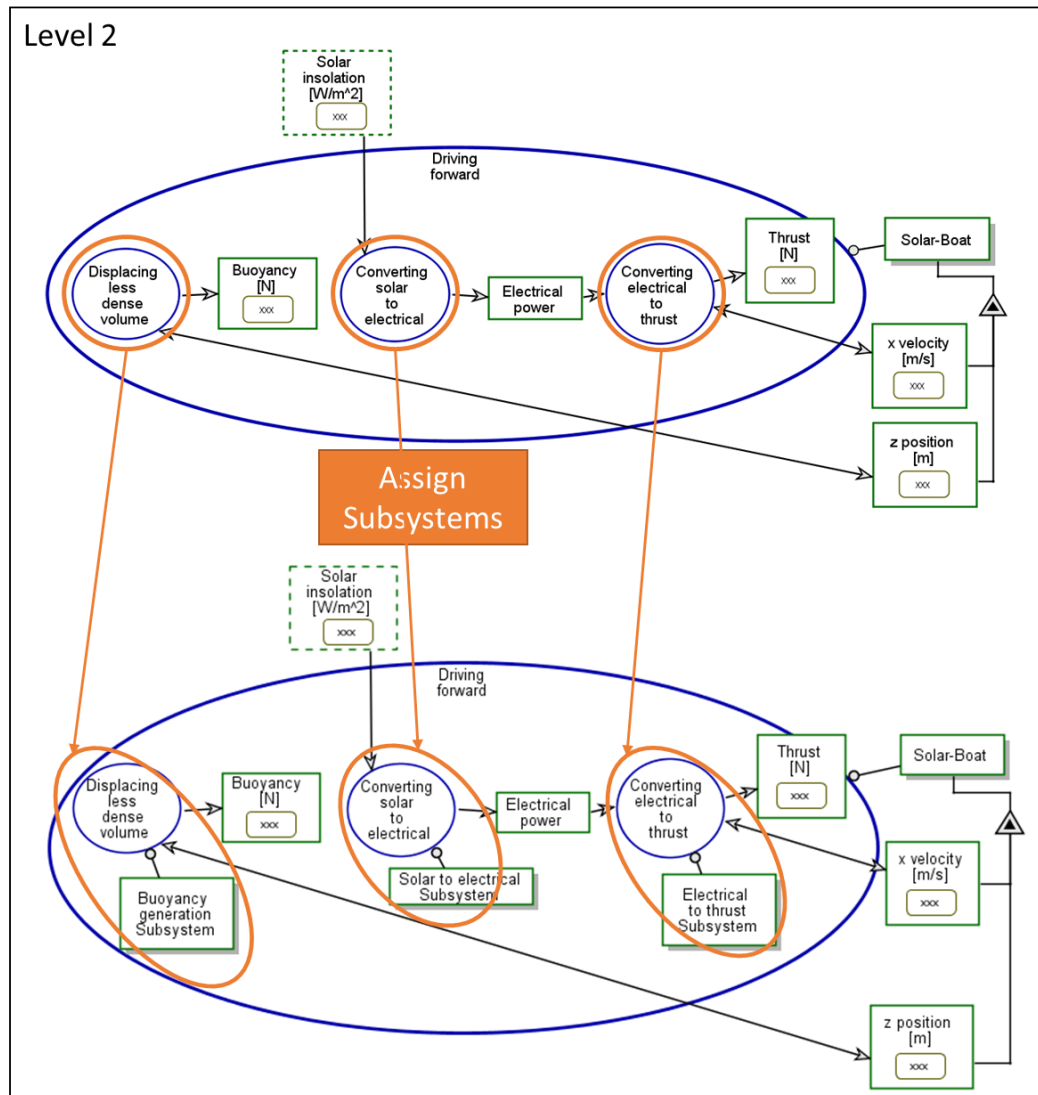 Level 2
Solar
insolation
[W/m^2]
xxx
Driving
forward
Displacing
less
dense
volume
Buoyancy
[N]
xxx
Converting
solar
to
electrical
Electrical
power
Converting
electrical
to
thrust
Thrust
[N]
xxx
Solar-Boat
x velocity
[m/s]
xxx
z position
[m]
xxx
Assign
Subsystems
Solar
insolation
[W/m^2]
xxx
Driving
forward
Displacing
less
dense
volume
Buoyancy
[N]
xxx
Converting
solar
to
electrical
Electrical
power
Converting
electrical
to
thrust
Thrust
[N]
xxx
Solar-Boat
Buoyancy
generation
Subsystem
Solar to electrical
Subsystem
Electrical
to thrust
Subsystem
x velocity
[m/s]
xxx
z position
[m]
xxx